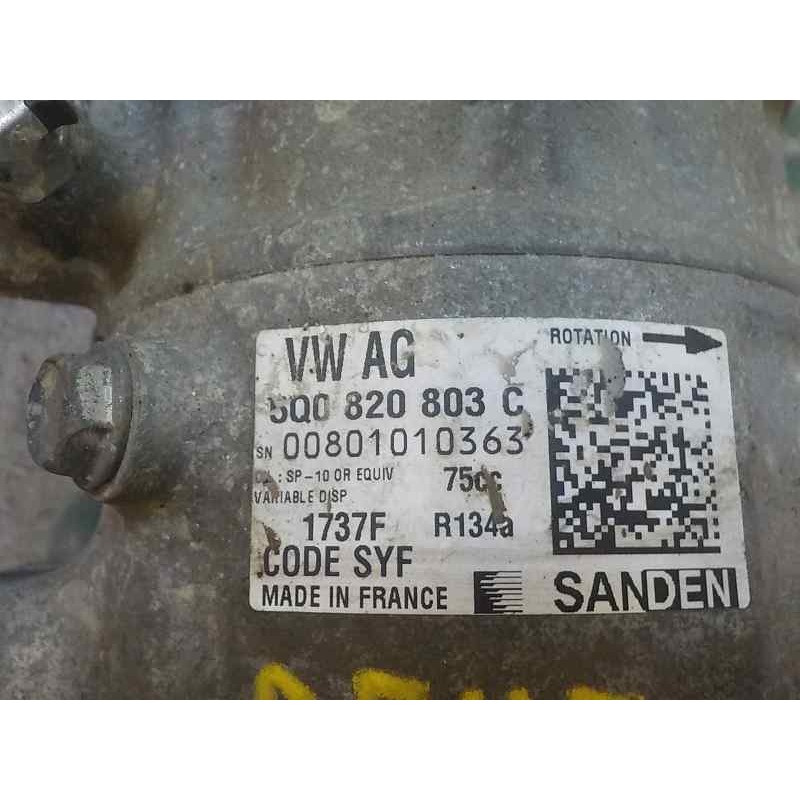 VW AG
ROTATION
5Q0 820 803 C
SN 00801010363
OIL: SP-10 OR EQUIV 75cc
VARIABLE DISP
1737F R134a
CODE SYF
MADE IN FRANCE
SANDEN